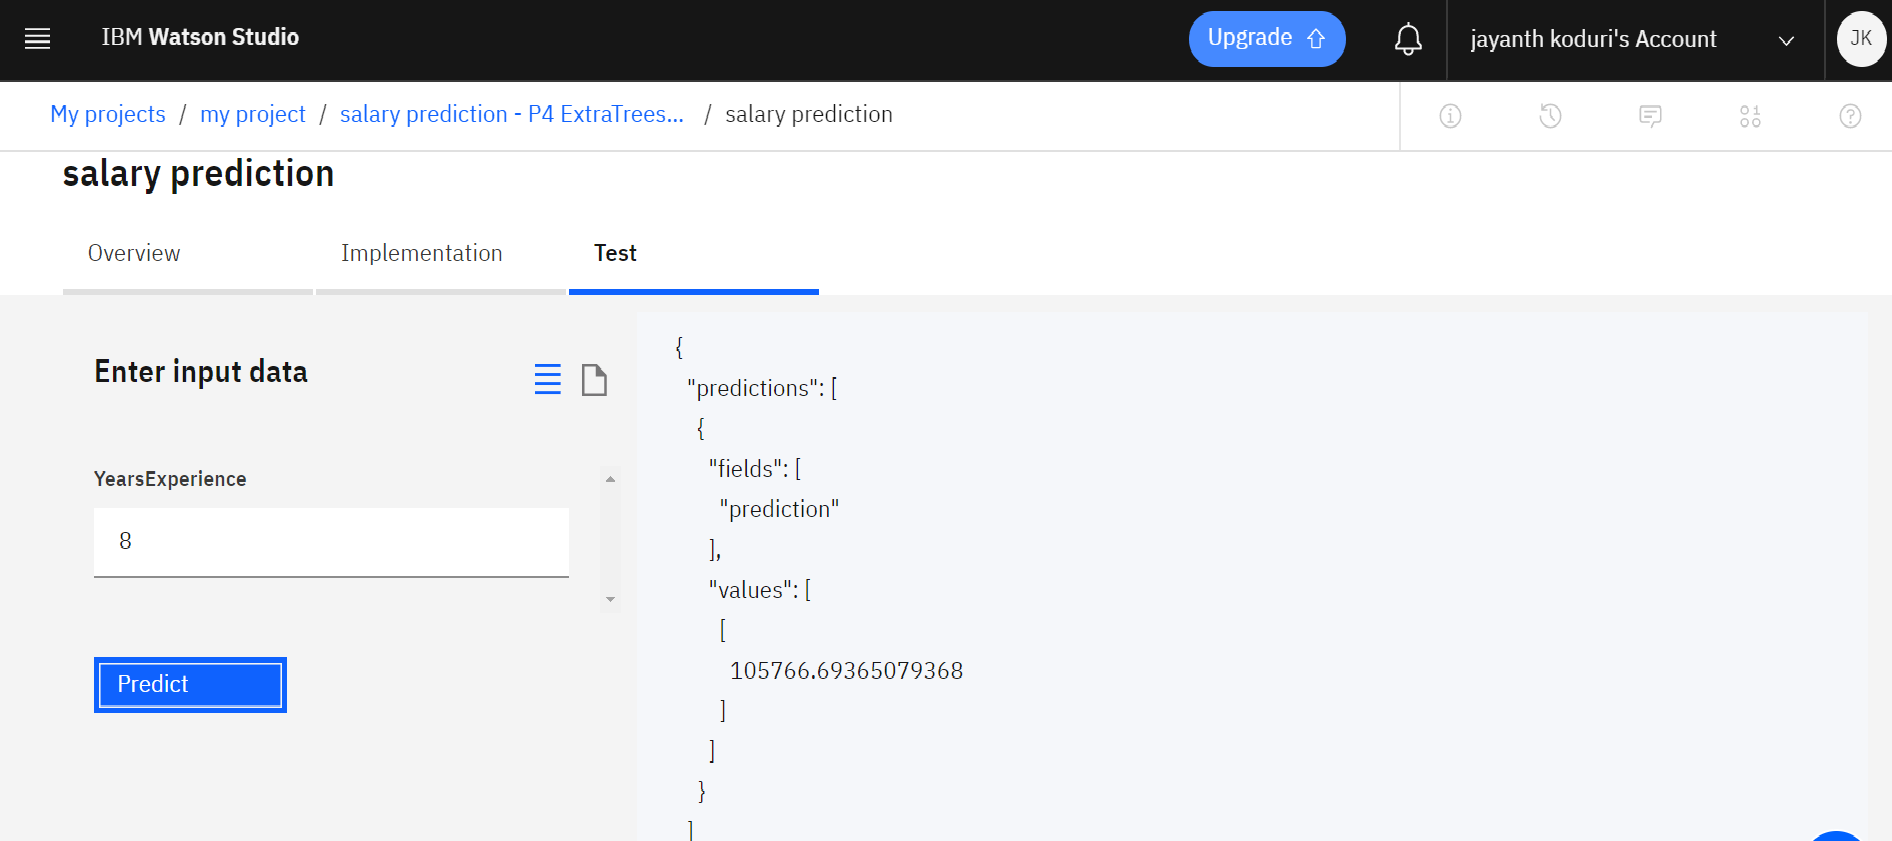 IBM Watson Studio
Upgrade
jayanth koduri's Account
JK
My projects / my project / salary prediction - P4 ExtraTrees... / salary prediction
salary prediction
Overview
Implementation
Test
Enter input data
YearsExperience
8
Predict
{
"predictions": [
{
"fields": [
"prediction"
],
"values": [
[
105766.69365079368
]
]
}
]